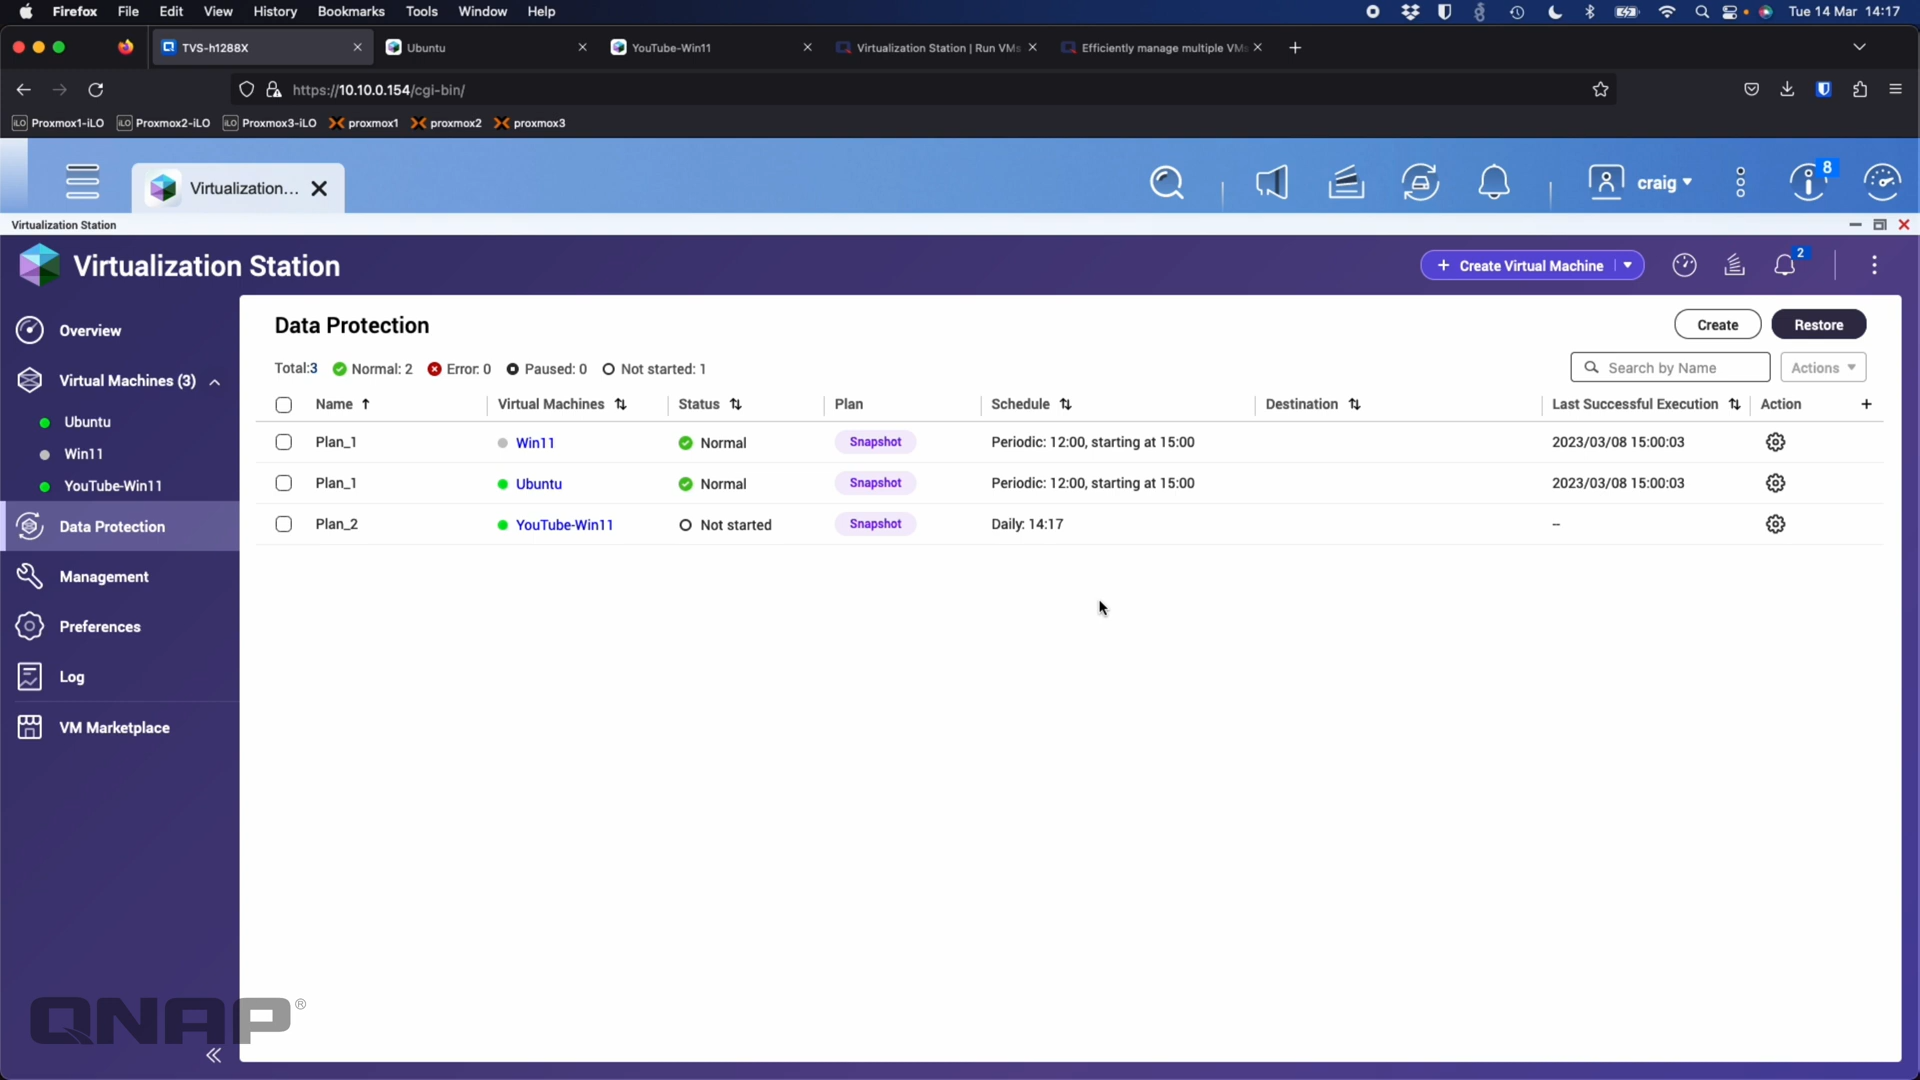 Firefox File Edit View History Bookmarks Tools Window Help Tue 14 Mar 14:17
TVS-h1288X Ubuntu YouTube-Win11 Virtualization Station | Run VMs Efficiently manage multiple VMs
https://10.10.0.154/cgi-bin/
iLO Proxmox1-iLO iLO Proxmox2-iLO iLO Proxmox3-iLO proxmox1 proxmox2 proxmox3
Virtualization... craig 8
Virtualization Station
Virtualization Station + Create Virtual Machine 2
Overview
Virtual Machines (3)
Ubuntu
Win11
YouTube-Win11
Data Protection
Management
Preferences
Log
VM Marketplace
Data Protection Create Restore
Total:3 Normal: 2 Error: 0 Paused: 0 Not started: 1 Search by Name Actions
Name Virtual Machines Status Plan Schedule Destination Last Successful Execution Action +
Plan_1 Win11 Normal Snapshot Periodic: 12:00, starting at 15:00 2023/03/08 15:00:03
Plan_1 Ubuntu Normal Snapshot Periodic: 12:00, starting at 15:00 2023/03/08 15:00:03
Plan_2 YouTube-Win11 Not started Snapshot Daily: 14:17 --
QNAP®